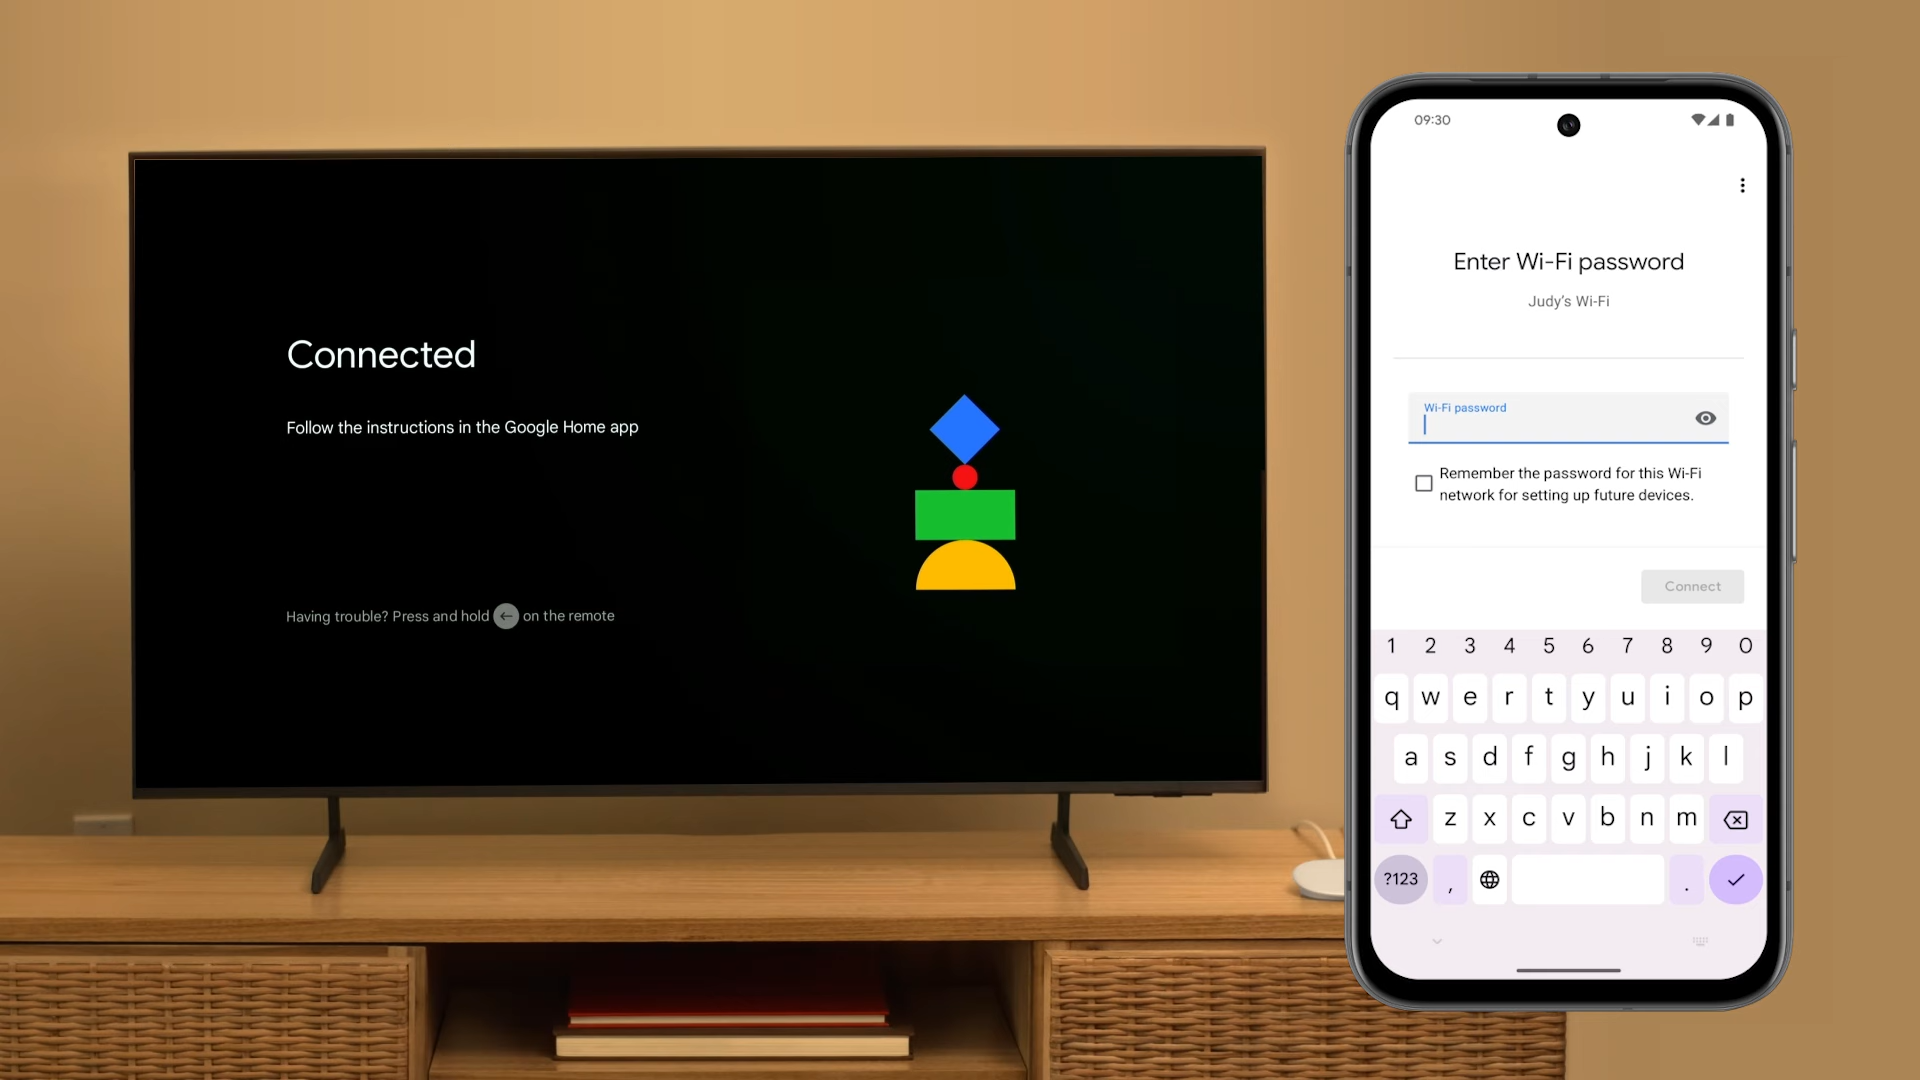 Connected
Follow the instructions in the Google Home app
Having trouble? Press and hold ← on the remote
09:30
Enter Wi-Fi password
Judy's Wi-Fi
Wi-Fi password
Remember the password for this Wi-Fi
network for setting up future devices.
Connect
1 2 3 4 5 6 7 8 9 0
q w e r t y u i o p
a s d f g h j k l
z x c v b n m
?123 , .